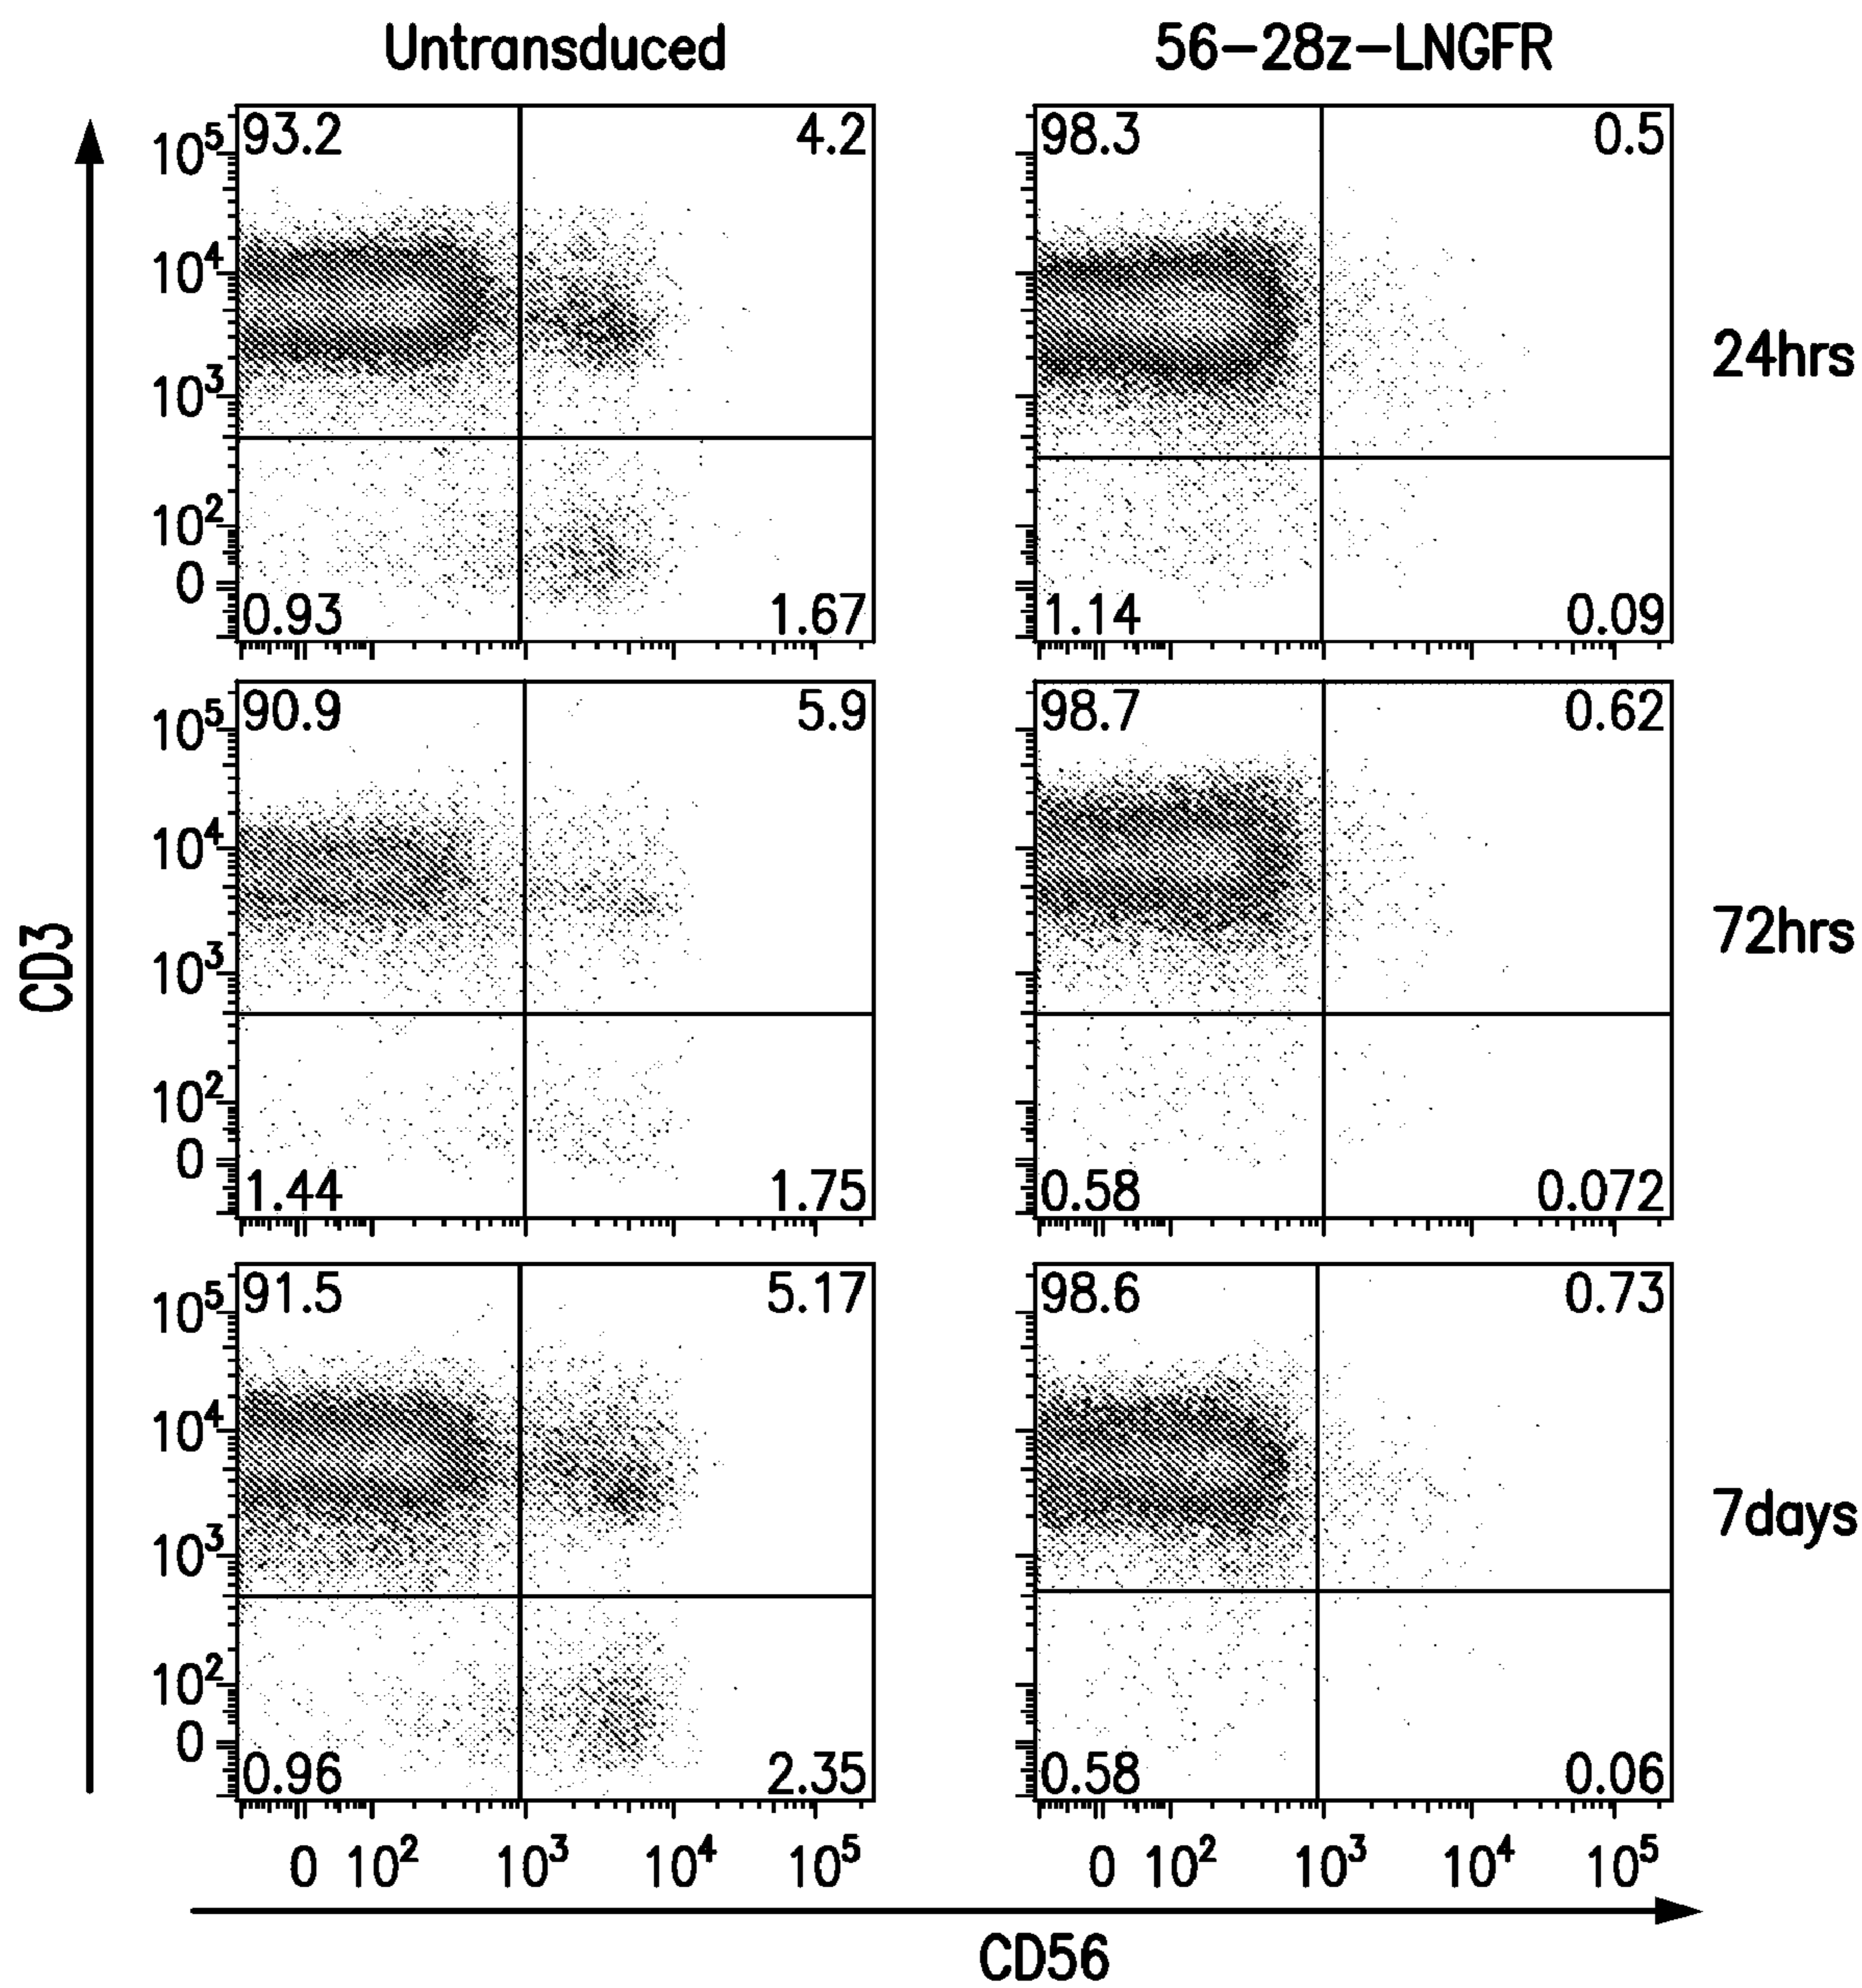 Untransduced 56-28z-LNGFR
10^5 93.2 4.2 98.3 0.5
10^4
24hrs
10^3
10^2
0
0.93 1.67 1.14 0.09
10^5 90.9 5.9 98.7 0.62
10^4
72hrs
CD3
10^3
10^2
0
1.44 1.75 0.58 0.072
10^5 91.5 5.17 98.6 0.73
10^4
7days
10^3
10^2
0
0.96 2.35 0.58 0.06
0 10^2 10^3 10^4 10^5 0 10^2 10^3 10^4 10^5
CD56